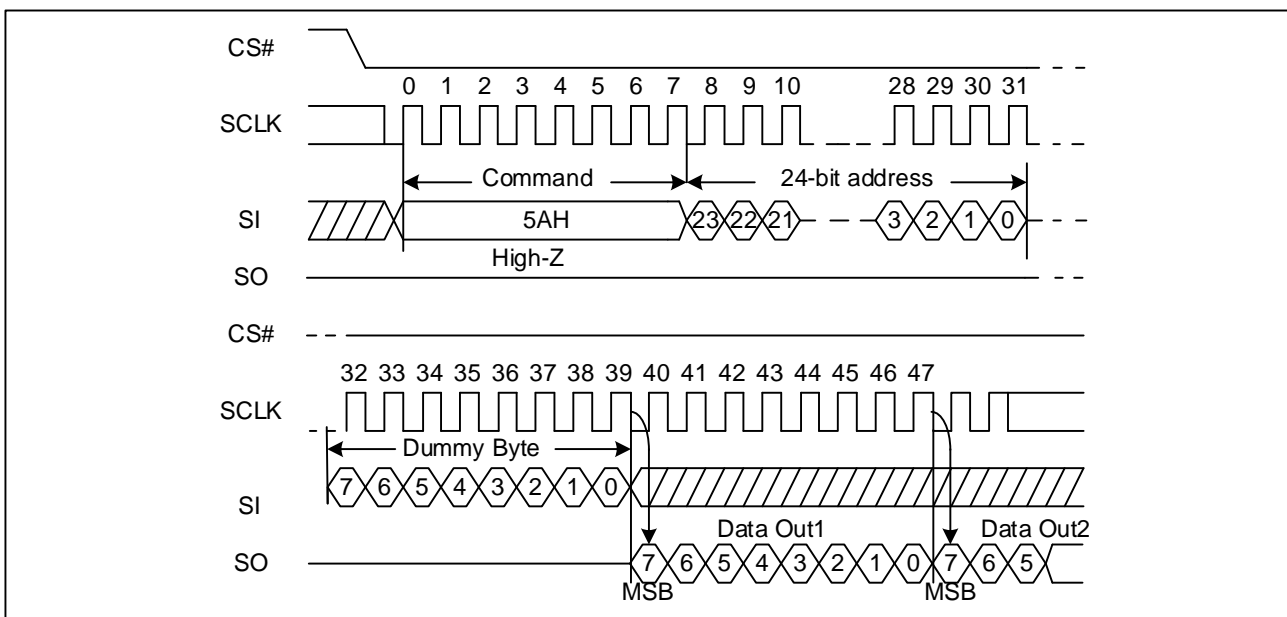 CS#
0 1 2 3 4 5 6 7 8 9 10 28 29 30 31
SCLK
Command 24-bit address
SI 5AH 23 22 21 3 2 1 0
High-Z
SO
CS#
32 33 34 35 36 37 38 39 40 41 42 43 44 45 46 47
SCLK
Dummy Byte
7 6 5 4 3 2 1 0
SI
Data Out1 Data Out2
SO 7 6 5 4 3 2 1 0 7 6 5
MSB MSB